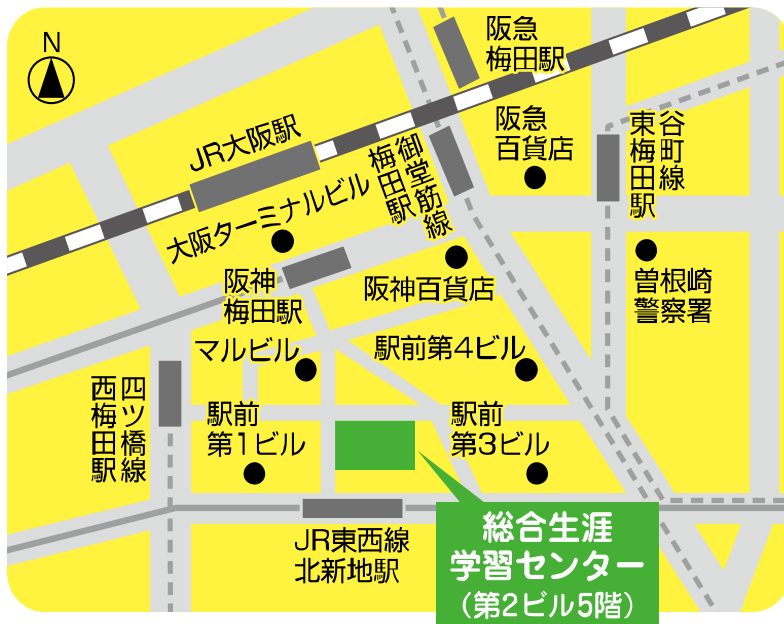 N
阪急
梅田駅
JR大阪駅
阪急
百貨店
谷町線
東梅田駅
御堂筋線
梅田駅
大阪ターミナルビル
阪神
梅田駅
阪神百貨店
曽根崎
警察署
マルビル
駅前第4ビル
四ツ橋線
西梅田駅
駅前
第1ビル
駅前
第3ビル
JR東西線
北新地駅
総合生涯
学習センター
（第2ビル5階）